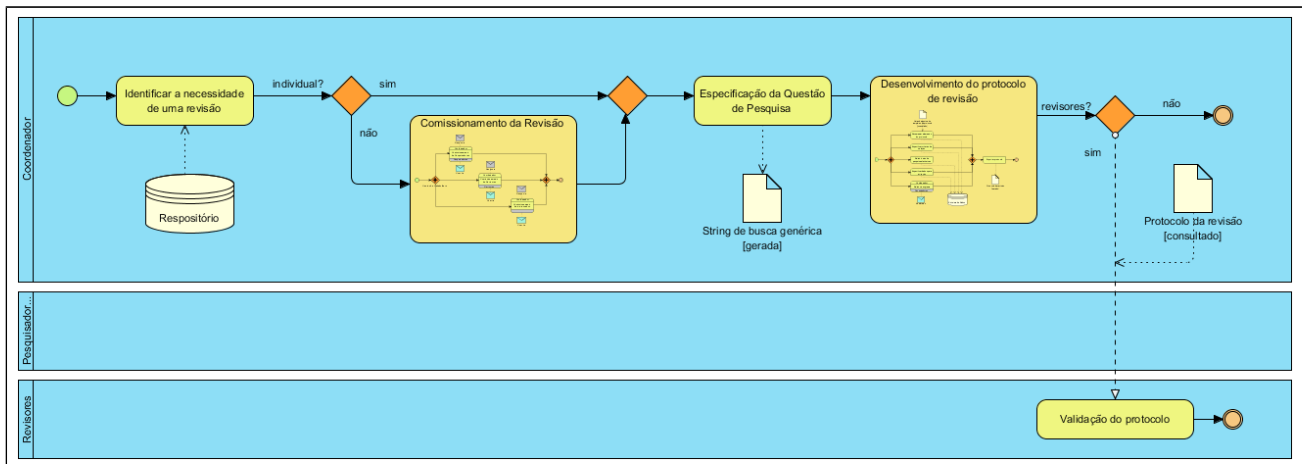 Coordenador
Identificar a necessidade
de uma revisão
Respositório
individual?
sim
não
Comissionamento da Revisão
Especificação da Questão
de Pesquisa
String de busca genérica
[gerada]
Desenvolvimento do protocolo
de revisão
revisores?
não
sim
Protocolo da revisão
[consultado]
Pesquisador...
Revisores
Validação do protocolo